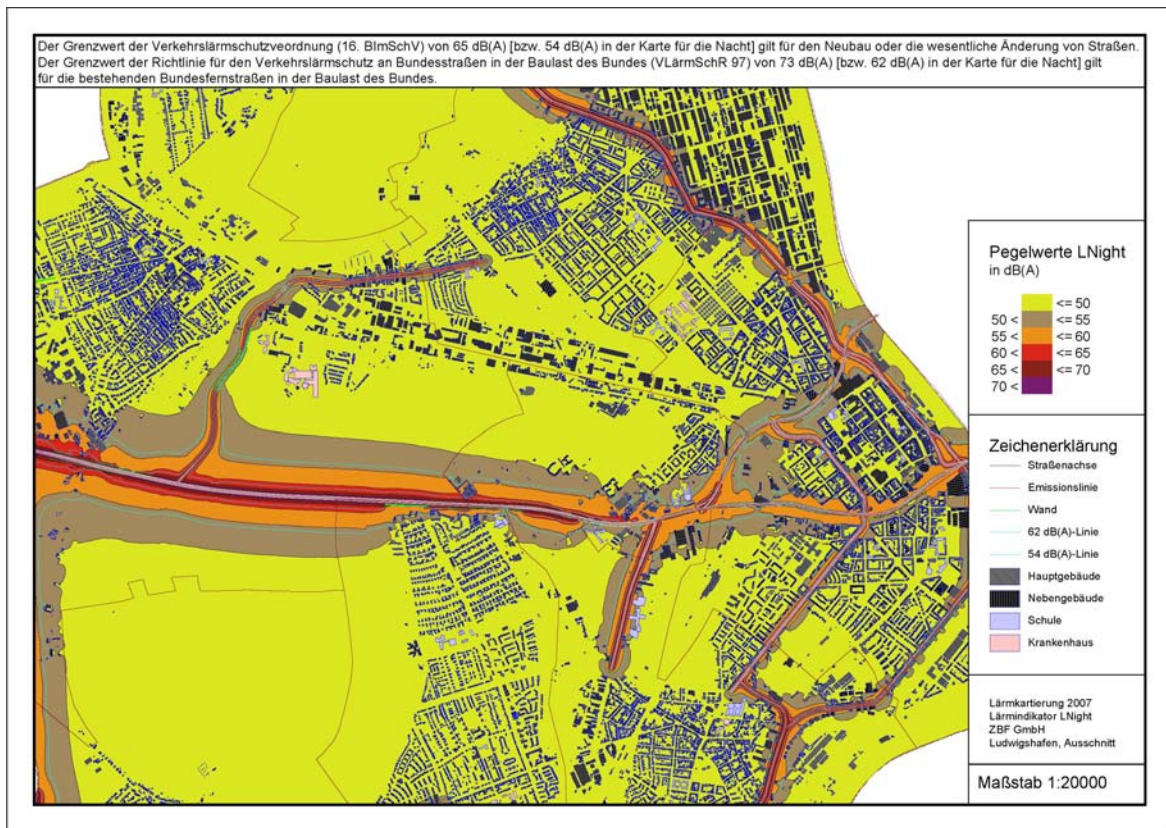 Der Grenzwert der Verkehrslärmschutzveordnung (16. BImSchV) von 65 dB(A) [bzw. 54 dB(A) in der Karte für die Nacht] gilt für den Neubau oder die wesentliche Änderung von Straßen.
Der Grenzwert der Richtlinie für den Verkehrslärmschutz an Bundesstraßen in der Baulast des Bundes (VLärmSchR 97) von 73 dB(A) [bzw. 62 dB(A) in der Karte für die Nacht] gilt
für die bestehenden Bundesfernstraßen in der Baulast des Bundes.
Pegelwerte LNight
in dB(A)
<= 50
50 < <= 55
55 < <= 60
60 < <= 65
65 < <= 70
70 <
Zeichenerklärung
Straßenachse
Emissionslinie
Wand
62 dB(A)-Linie
54 dB(A)-Linie
Hauptgebäude
Nebengebäude
Schule
Krankenhaus
Lärmkartierung 2007
Lärmindikator LNight
ZBF GmbH
Ludwigshafen, Ausschnitt
Maßstab 1:20000